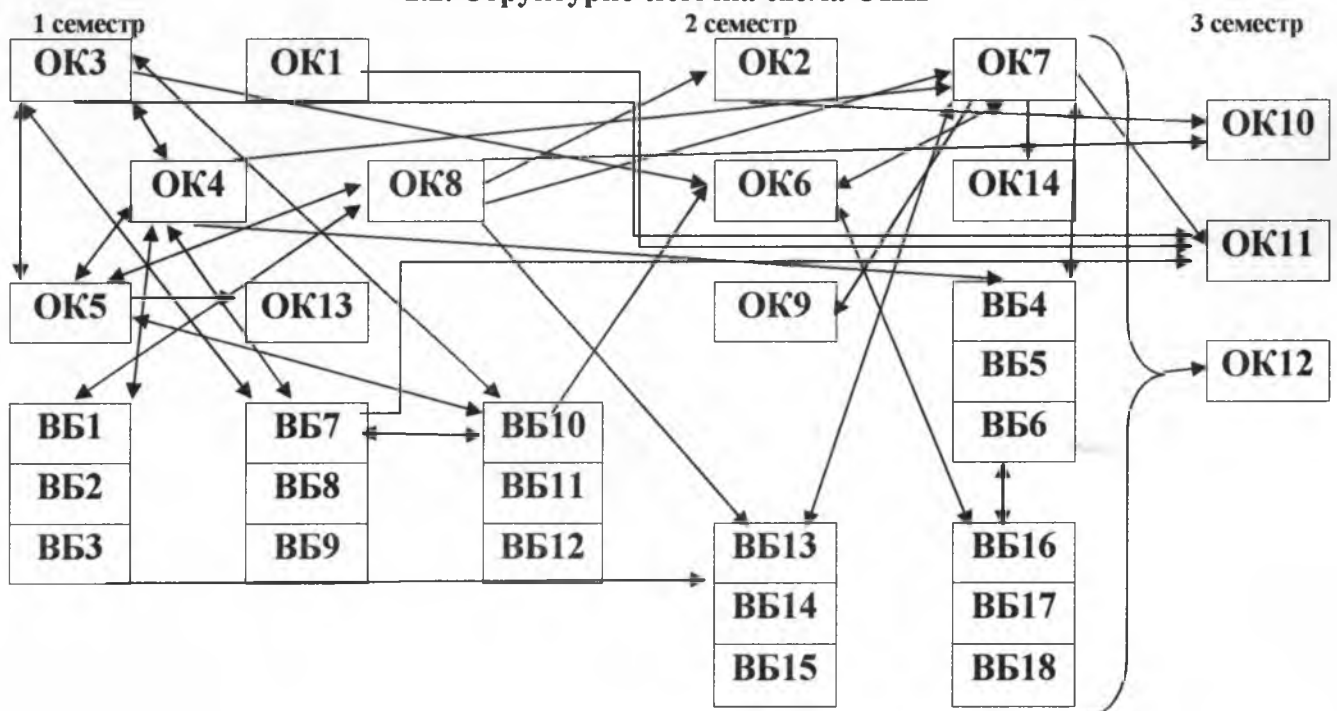 1 семестр 2 семестр 3 семестр
ОК3 ОК1 ОК2 ОК7
ОК10
ОК4 ОК8 ОК6 ОК14
ОК11
ОК5 ОК13 ОК9 ВБ4
ВБ5 ОК12
ВБ1 ВБ7 ВБ10 ВБ6
ВБ2 ВБ8 ВБ11
ВБ3 ВБ9 ВБ12 ВБ13 ВБ16
ВБ14 ВБ17
ВБ15 ВБ18